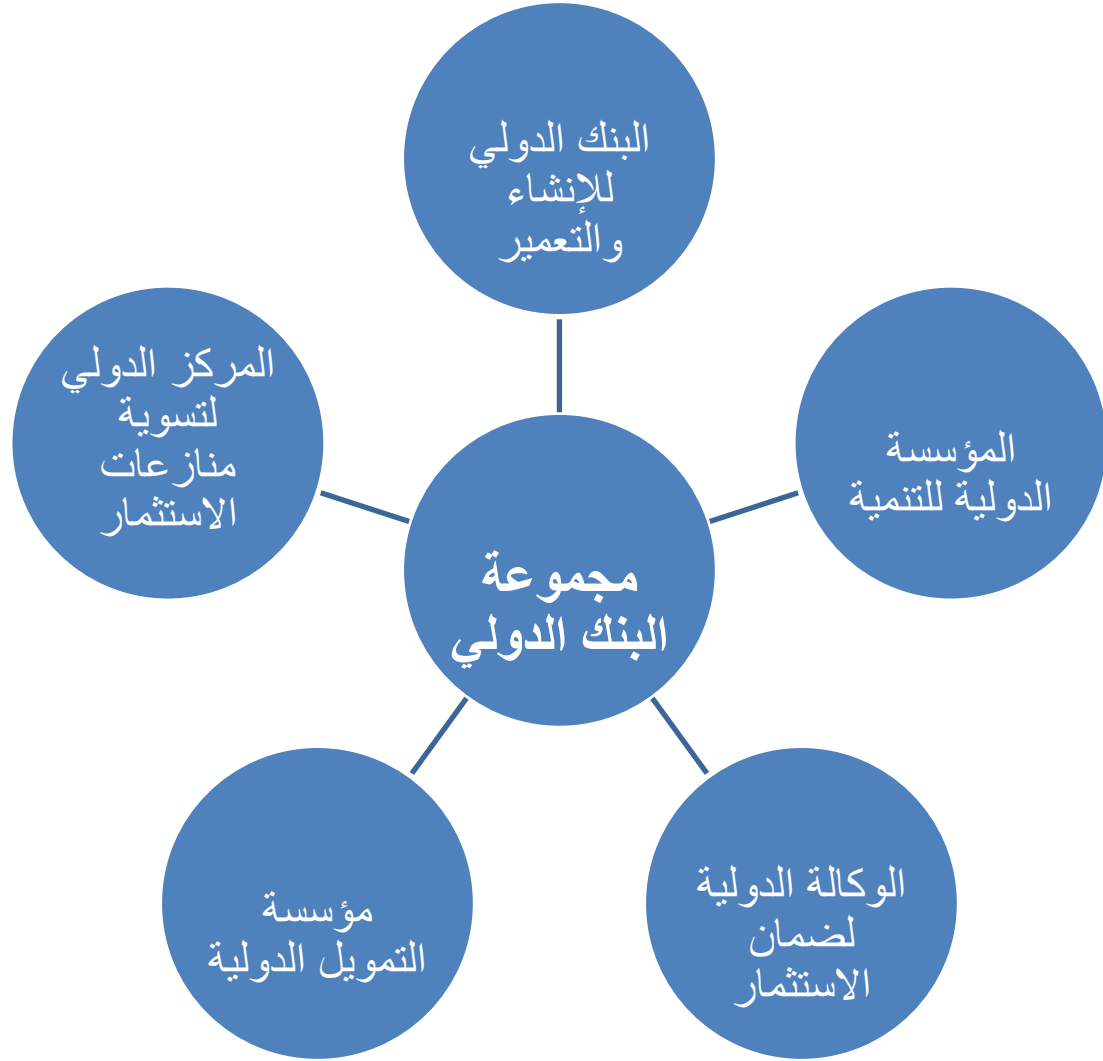 البنك الدولي
للإنشاء
والتعمير
المؤسسة
الدولية للتنمية
الوكالة الدولية
لضمان
الاستثمار
مؤسسة
التمويل الدولية
المركز الدولي
لتسوية
منازعات
الاستثمار
مجموعة
البنك الدولي